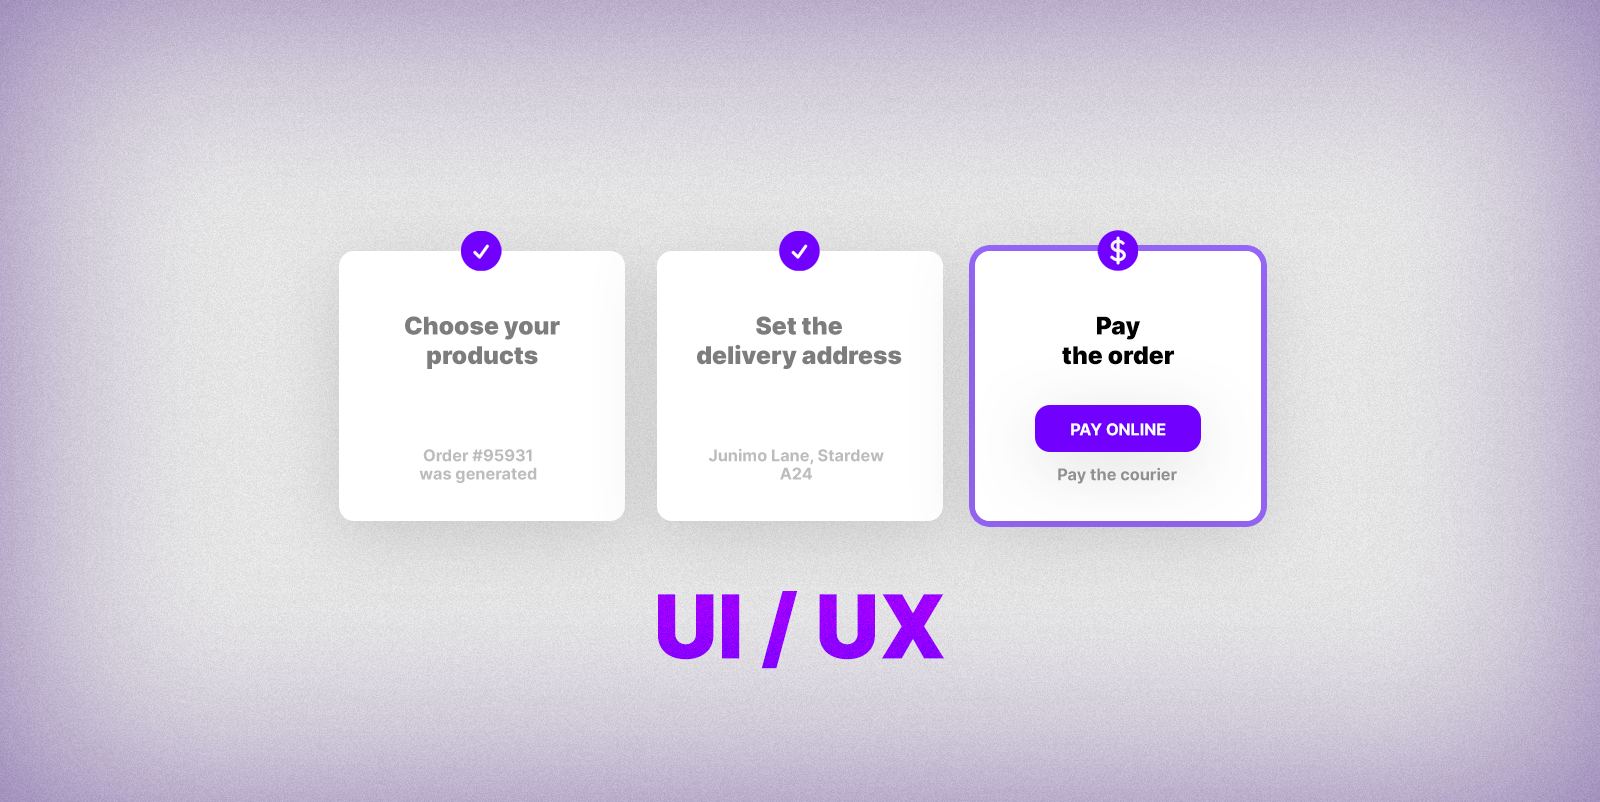 Choose your
products
Order #95931
was generated
Set the
delivery address
Junimo Lane, Stardew
A24
$
Pay
the order
PAY ONLINE
Pay the courier
UI / UX